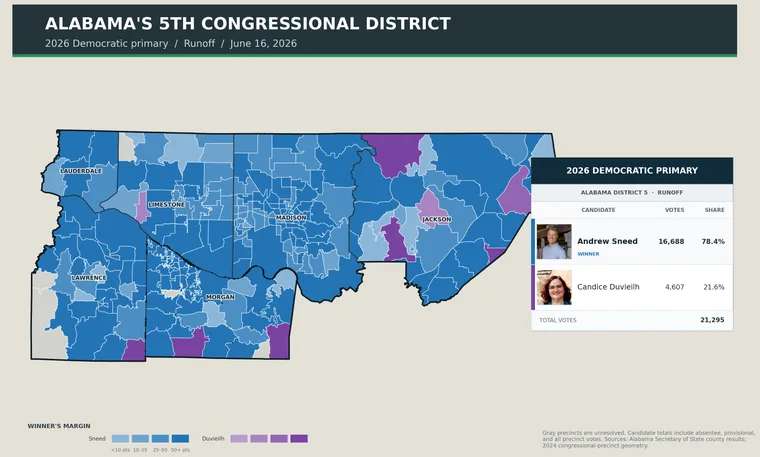 ALABAMA'S 5TH CONGRESSIONAL DISTRICT
2026 Democratic primary / Runoff / June 16, 2026
LAUDERDALE
LIMESTONE
MADISON
JACKSON
LAWRENCE
MORGAN
2026 DEMOCRATIC PRIMARY
ALABAMA DISTRICT 5 · RUNOFF
CANDIDATE VOTES SHARE
Andrew Sneed 16,688 78.4%
WINNER
Candice Duvieilh 4,607 21.6%
TOTAL VOTES 21,295
WINNER'S MARGIN
Sneed Duvieilh
<10 pts 10-25 25-50 50+ pts
Gray precincts are unresolved. Candidate totals include absentee, provisional,
and all precinct votes. Sources: Alabama Secretary of State county results;
2024 congressional-precinct geometry.